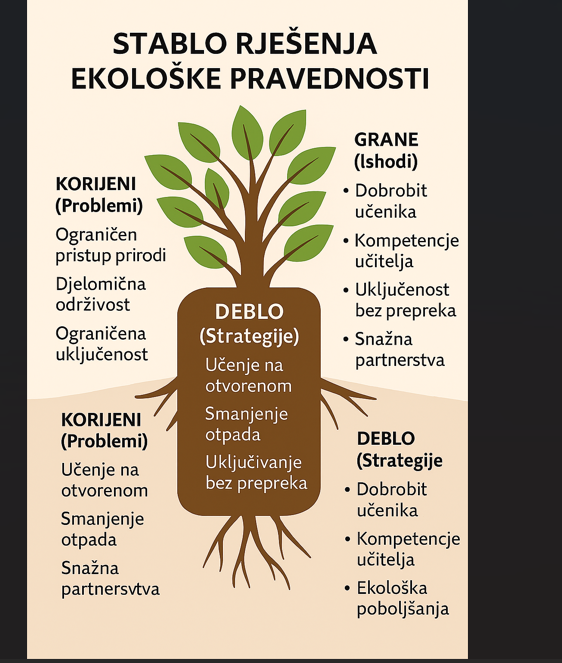 STABLO RJEŠENJA
EKOLOŠKE PRAVEDNOSTI
KORIJENI
(Problemi)
Ograničen
pristup prirodi
Djelomična
održivost
Ograničena
uključenost
GRANE
(Ishodi)
• Dobrobit
učenika
• Kompetencje
učitelja
• Uključenost
bez prepreka
• Snažna
partnerstva
DEBLO
(Strategije)
Učenje na
otvorenom
Smanjenje
otpada
Uključivanje
bez prepreka
KORIJENI
(Problemi)
Učenje na
otvorenom
Smanjenje
otpada
Snažna
partnersvtva
DEBLO
(Strategije
• Dobrobit
učenika
• Kompetencje
učitelja
• Ekološka
poboljšanja